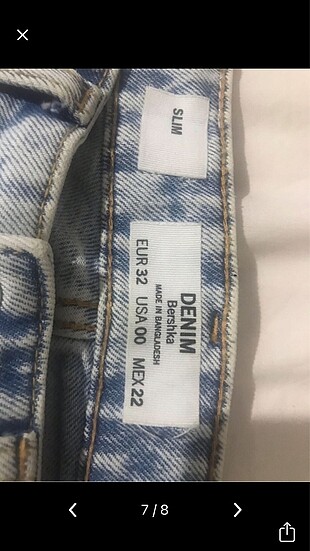 SLIM
DENIM
Bershka
MADE IN BANGLADESH
EUR 32 USA 00 MEX 22
7 / 8